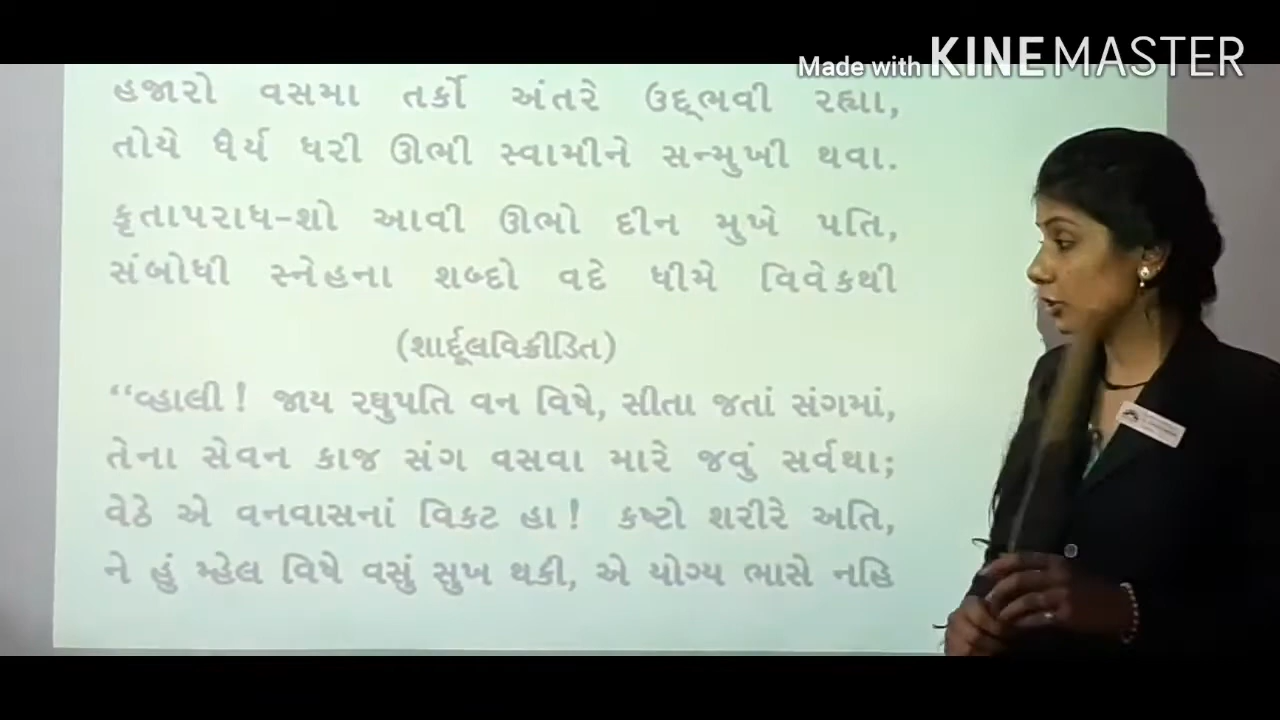 Made with KINEMASTER
હજારો વસમા તર્કો અંતરે ઉદ્ભવી રહ્યા,
તોયે ધૈર્ય ધરી ઊભી સ્વામીને સન્મુખી થવા.
કૃતાપરાધ-શો આવી ઊભો દીન મુખે પતિ,
સંબોધી સ્નેહના શબ્દો વદે ધીમે વિવેકથી
(શાર્દૂલવિક્રીડિત)
“વ્હાલી ! જાય રઘુપતિ વન વિષે, સીતા જતાં સંગમાં,
તેના સેવન કાજ સંગ વસવા મારે જવું સર્વથા;
વેઠે એ વનવાસનાં વિકટ હા ! કષ્ટો શરીરે અતિ,
ને હું મ્હેલ વિષે વસું સુખ થકી, એ યોગ્ય ભાસે નહિ